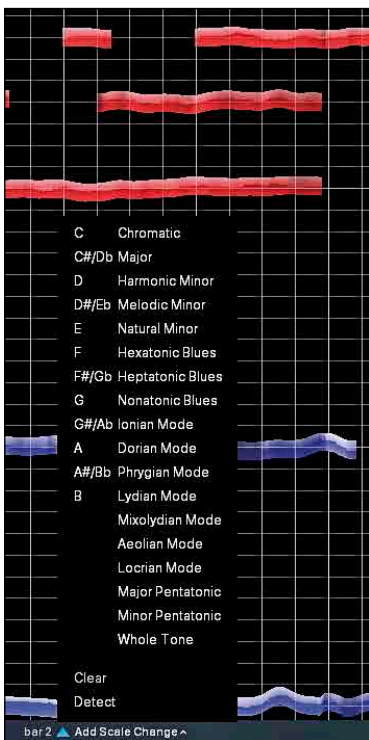 C Chromatic
C#/Db Major
D Harmonic Minor
D#/Eb Melodic Minor
E Natural Minor
F Hexatonic Blues
F#/Gb Heptatonic Blues
G Nonatonic Blues
G#/Ab Ionian Mode
A Dorian Mode
A#/Bb Phrygian Mode
B Lydian Mode
Mixolydian Mode
Aeolian Mode
Locrian Mode
Major Pentatonic
Minor Pentatonic
Whole Tone
Clear
Detect
bar 2 Add Scale Change